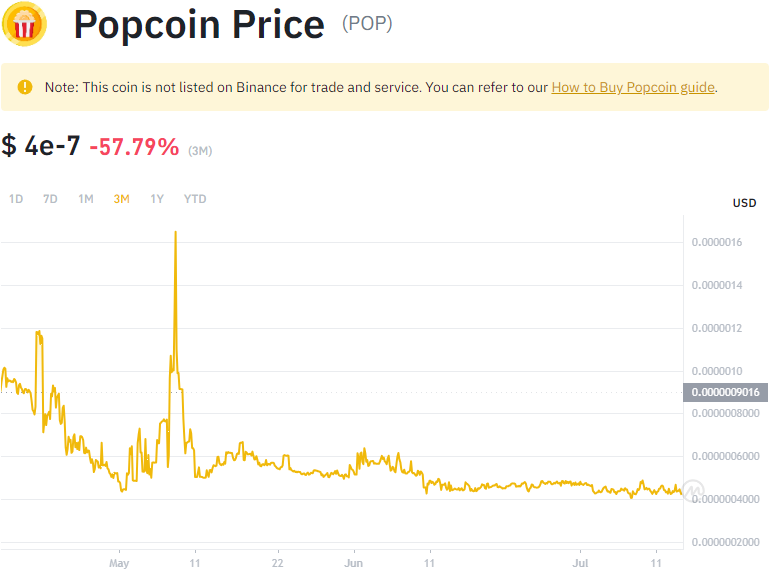 Popcoin Price (POP)
Note: This coin is not listed on Binance for trade and service. You can refer to our How to Buy Popcoin guide.
$ 4e-7 -57.79% (3M)
1D 7D 1M 3M 1Y YTD
USD
0.0000016
0.0000014
0.0000012
0.0000010
0.0000009016
0.0000008000
0.0000006000
0.0000004000
0.0000002000
May 11 22 Jun 11 Jul 11